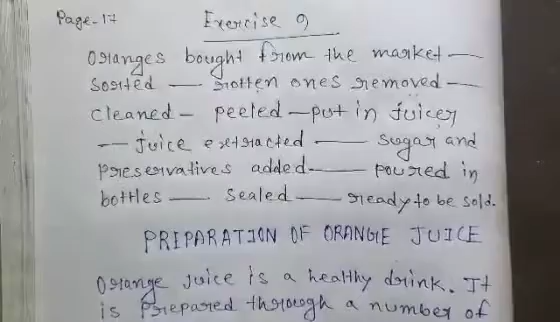 Page-17
Exercise 9
Oranges bought from the market —
sorted — rotten ones removed —
cleaned - peeled - put in juicer
— juice extracted — sugar and
preservatives added — poured in
bottles — sealed — ready to be sold.
PREPARATION OF ORANGE JUICE
Orange juice is a healthy drink. It
is prepared through a number of